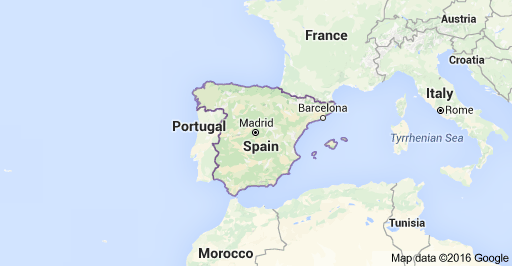 Austria
France
Croatia
Italy
Barcelona
Rome
Madrid
Portugal
Tyrrhenian Sea
Spain
Tunisia
Morocco
Map data ©2016 Google